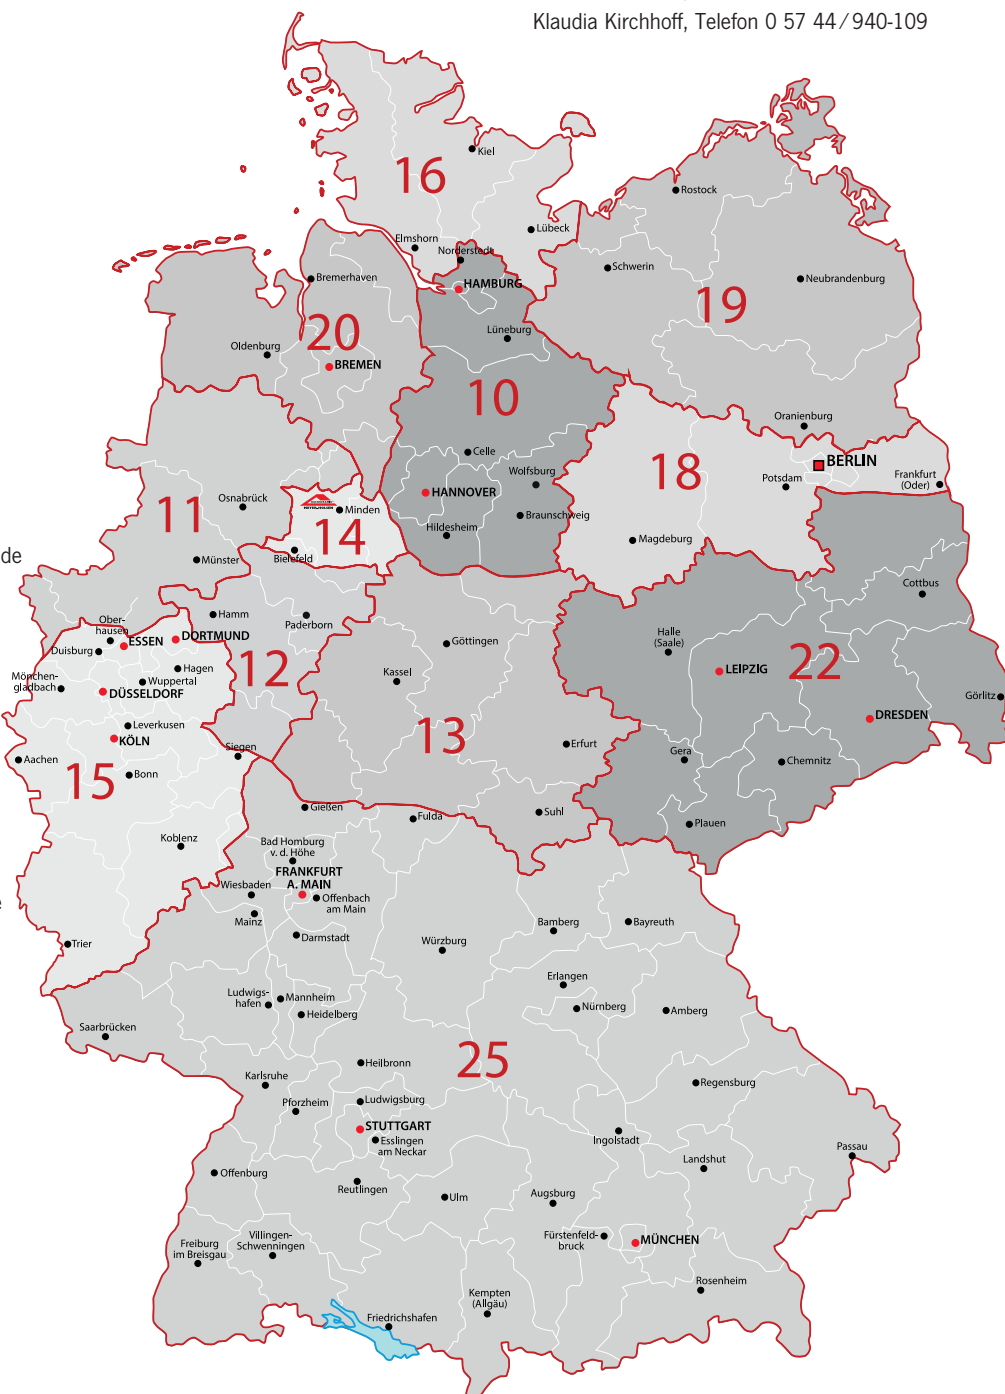 Klaudia Kirchhoff, Telefon 0 57 44 / 940-109
Kiel
16
Rostock
Lübeck
Elmshorn
Norderstedt
Schwerin
Bremerhaven
HAMBURG
Neubrandenburg
19
Lüneburg
20
Oldenburg
BREMEN
10
Oranienburg
Celle
BERLIN
Wolfsburg
18
Potsdam
Frankfurt
(Oder)
HANNOVER
Osnabrück
11
Minden
Braunschweig
Hildesheim
14
Magdeburg
de
Bielefeld
Münster
Cottbus
Hamm
Paderborn
Ober-
hausen
ESSEN
DORTMUND
Duisburg
Göttingen
Halle
(Saale)
22
Hagen
12
LEIPZIG
Mönchen-
gladbach
Wuppertal
Kassel
DÜSSELDORF
Görlitz
DRESDEN
Leverkusen
KÖLN
13
Siegen
Erfurt
Gera
Aachen
Chemnitz
15
Bonn
Gießen
Fulda
Suhl
Plauen
Koblenz
Bad Homburg
v. d. Höhe
FRANKFURT
A. MAIN
Wiesbaden
Offenbach
am Main
Mainz
Bamberg
Bayreuth
Darmstadt
Würzburg
Trier
Erlangen
Ludwigs-
hafen
Mannheim
Nürnberg
Heidelberg
Amberg
Saarbrücken
25
Heilbronn
Karlsruhe
Regensburg
Pforzheim
Ludwigsburg
STUTTGART
Esslingen
am Neckar
Ingolstadt
Passau
Landshut
Offenburg
Reutlingen
Ulm
Augsburg
Villingen-
Schwenningen
Fürstenfeld-
bruck
MÜNCHEN
Freiburg
im Breisgau
Rosenheim
Kempten
(Allgäu)
Friedrichshafen